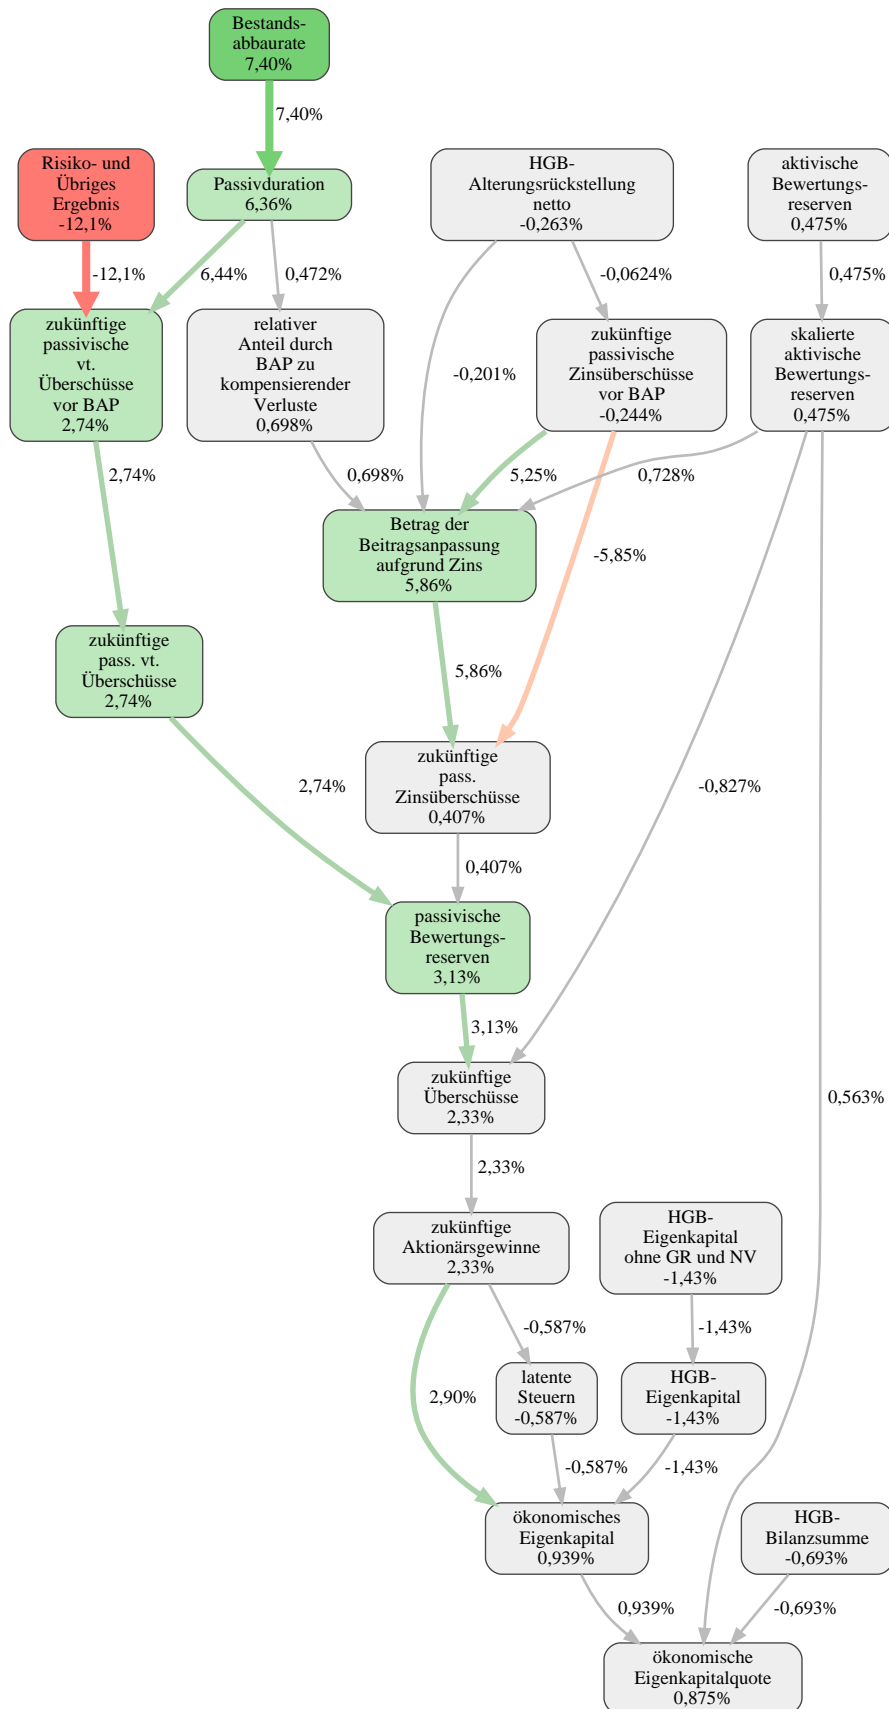 Bestands-
abbaurate
7,40%
7,40%
Risiko- und
Übriges
Ergebnis
-12,1%
Passivduration
6,36%
HGB-
Alterungsrückstellung
netto
-0,263%
aktivische
Bewertungs-
reserven
0,475%
-12,1%
6,44%
0,472%
-0,0624%
0,475%
zukünftige
passivische
vt.
Überschüsse
vor BAP
2,74%
relativer
Anteil durch
BAP zu
kompensierender
Verluste
0,698%
-0,201%
zukünftige
passivische
Zinsüberschüsse
vor BAP
-0,244%
skalierte
aktivische
Bewertungs-
reserven
0,475%
2,74%
0,698%
5,25%
0,728%
Betrag der
Beitragsanpassung
aufgrund Zins
5,86%
-5,85%
zukünftige
pass. vt.
Überschüsse
2,74%
5,86%
zukünftige
pass.
Zinsüberschüsse
0,407%
2,74%
-0,827%
0,407%
passivische
Bewertungs-
reserven
3,13%
3,13%
zukünftige
Überschüsse
2,33%
0,563%
2,33%
zukünftige
Aktionärsgewinne
2,33%
HGB-
Eigenkapital
ohne GR und NV
-1,43%
-0,587%
-1,43%
2,90%
latente
Steuern
-0,587%
HGB-
Eigenkapital
-1,43%
-0,587%
-1,43%
ökonomisches
Eigenkapital
0,939%
HGB-
Bilanzsumme
-0,693%
0,939%
-0,693%
ökonomische
Eigenkapitalquote
0,875%